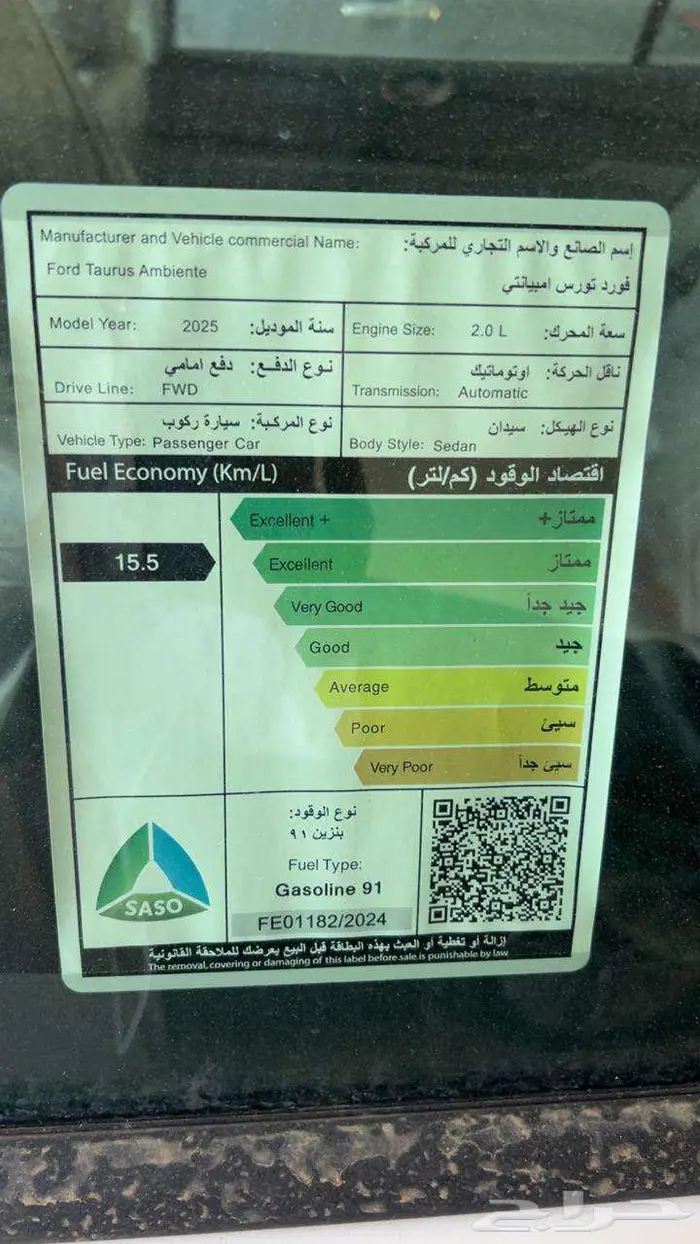 Manufacturer and Vehicle commercial Name: إسم الصانع والاسم التجاري للمركبة:
Ford Taurus Ambiente فورد تورس امبيانتي
Model Year: 2025 سنة الموديل:
Engine Size: 2.0 L سعة المحرك:
نوع الدفع: دفع امامي
Drive Line: FWD
ناقل الحركة: اوتوماتيك
Transmission: Automatic
نوع المركبة: سيارة ركوب
Vehicle Type: Passenger Car
نوع الهيكل: سيدان
Body Style: Sedan
Fuel Economy (Km/L) اقتصاد الوقود (كم/لتر)
15.5
Excellent + ممتاز+
Excellent ممتاز
Very Good جيد جداً
Good جيد
Average متوسط
Poor سيئ
Very Poor سيئ جداً
SASO
نوع الوقود:
بنزين ٩١
Fuel Type:
Gasoline 91
FE01182/2024
إزالة أو تغطية أو العبث بهذه البطاقة قبل البيع يعرضك للملاحقة القانونية
The removal, covering or damaging of this label before sale is punishable by law
حراج